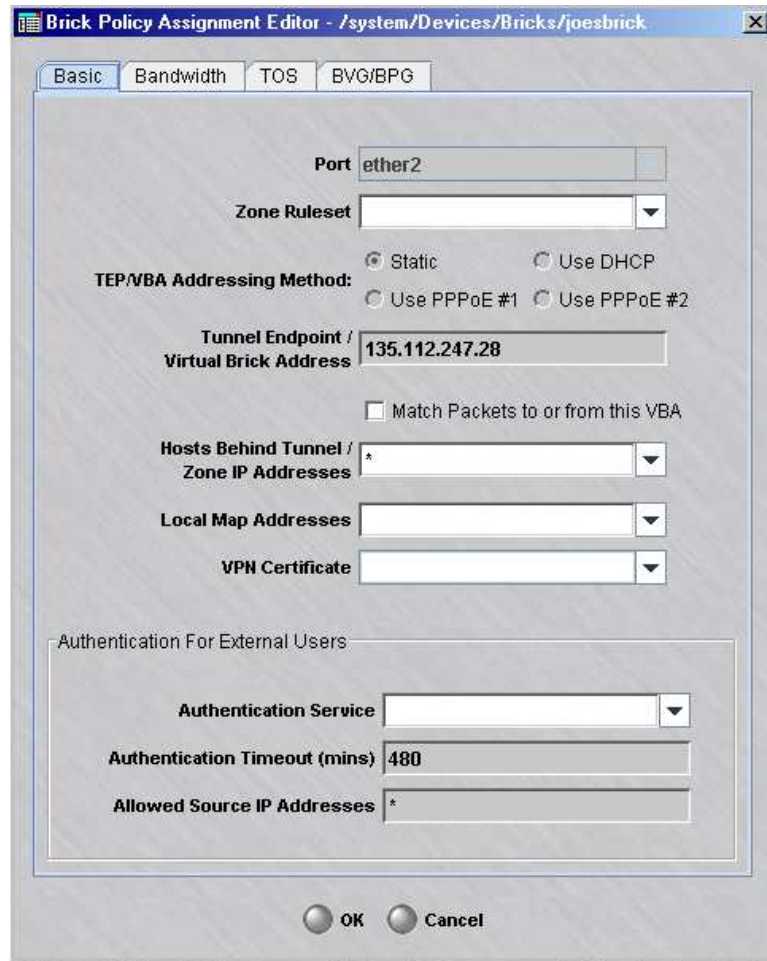 Brick Policy Assignment Editor - /system/Devices/Bricks/joesbrick
Basic Bandwidth TOS BVG/BPG
Port ether2
Zone Ruleset
TEP/VBA Addressing Method:
Static Use DHCP
Use PPPoE #1 Use PPPoE #2
Tunnel Endpoint /
Virtual Brick Address
135.112.247.28
Match Packets to or from this VBA
Hosts Behind Tunnel /
Zone IP Addresses
*
Local Map Addresses
VPN Certificate
Authentication For External Users
Authentication Service
Authentication Timeout (mins) 480
Allowed Source IP Addresses *
OK Cancel